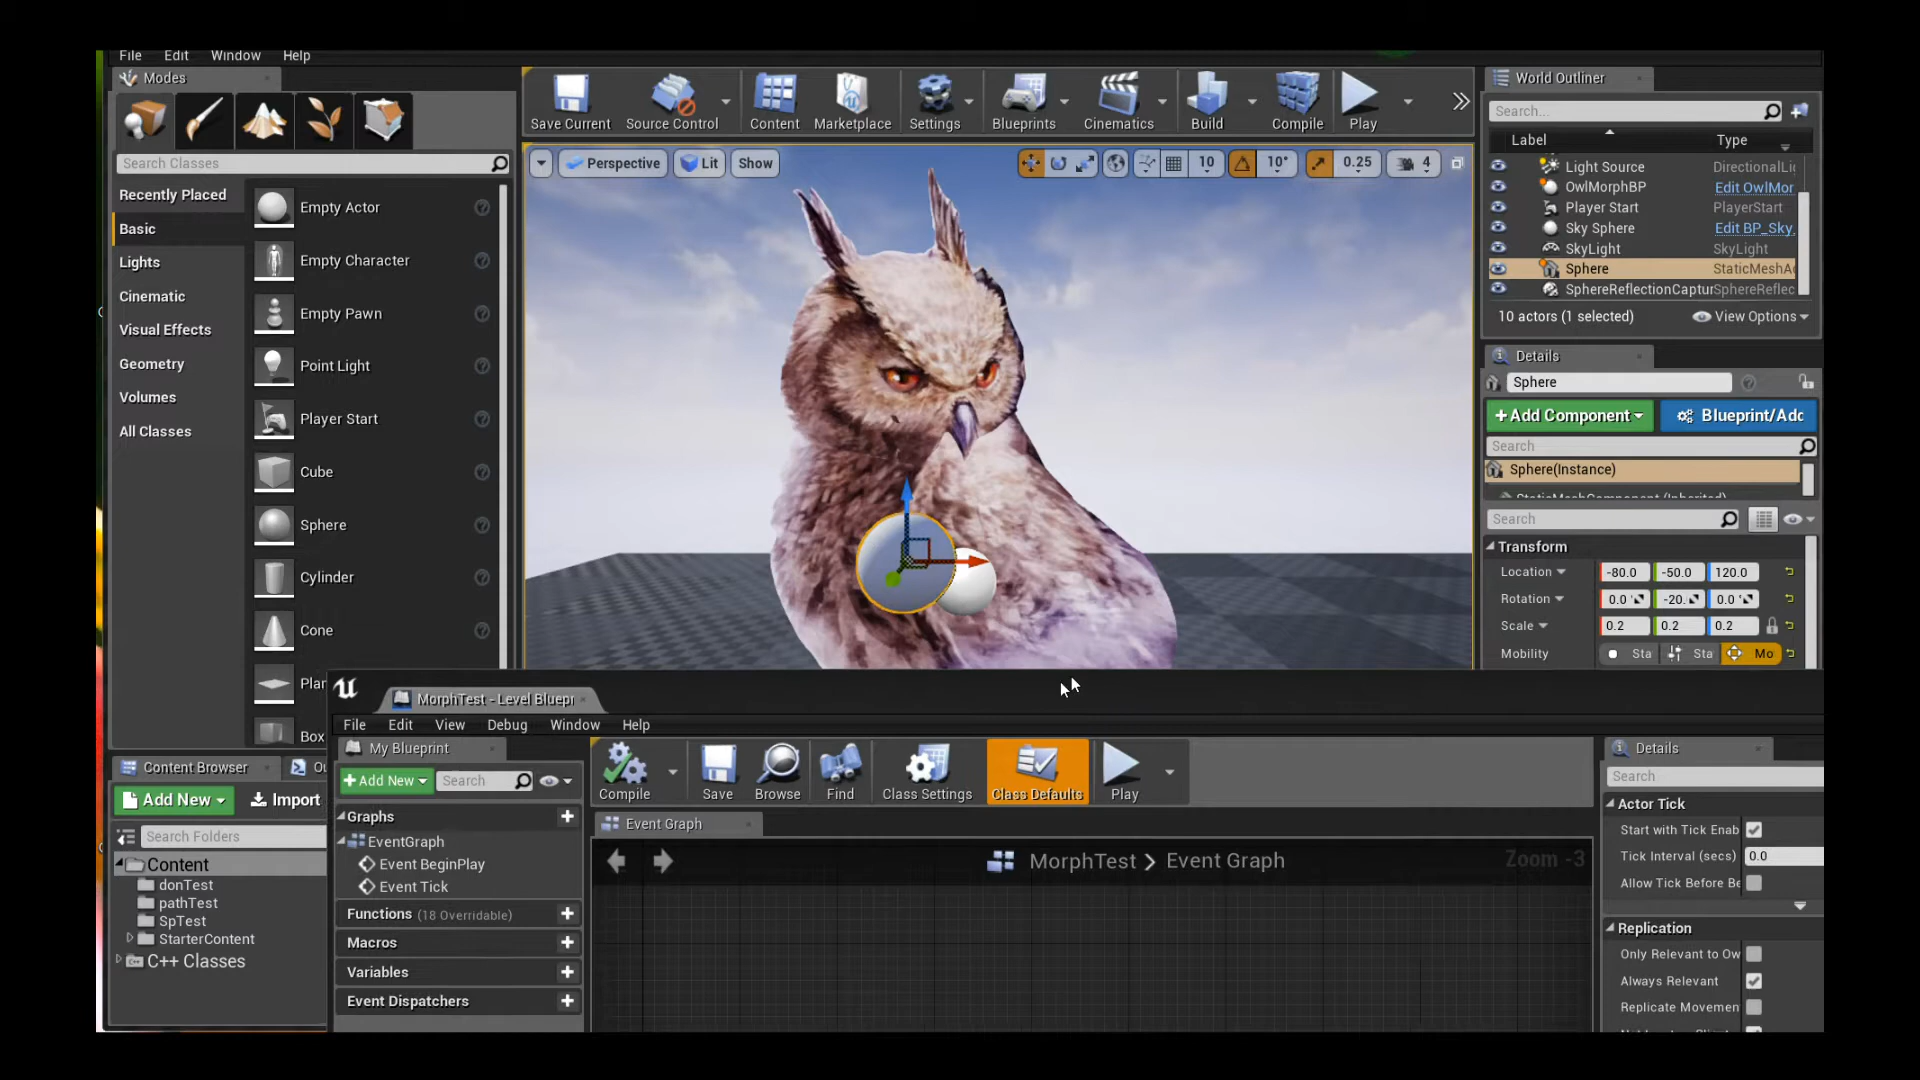 File Edit Window Help
Modes
Search Classes
Recently Placed
Basic
Lights
Cinematic
Visual Effects
Geometry
Volumes
All Classes
Empty Actor
Empty Character
Empty Pawn
Point Light
Player Start
Cube
Sphere
Cylinder
Cone
Box
Save Current
Source Control
Content
Marketplace
Settings
Blueprints
Cinematics
Build
Compile
Play
Perspective Lit Show
10 10° 0.25 4
World Outliner
Search...
Label Type
Light Source
OwlMorphBP Edit OwlMor
Player Start PlayerStart
Sky Sphere Edit BP_Sky
SkyLight SkyLight
Sphere StaticMeshA
SphereReflectionCaptur SphereReflec
10 actors (1 selected) View Options
Details
Sphere
+Add Component Blueprint/Add
Search
Sphere(Instance)
StaticMeshComponent (Inherited)
Search
Transform
Location -80.0 -50.0 120.0
Rotation 0.0 -20. 0.0
Scale 0.2 0.2 0.2
Mobility Sta Sta Mo
Content Browser
Add New Import
Search Folders
Content
donTest
pathTest
SpTest
StarterContent
C++ Classes
MorphTest - Level Bluepr
File Edit View Debug Window Help
My Blueprint
+Add New Search
Graphs
EventGraph
Event BeginPlay
Event Tick
Functions (18 Overridable)
Macros
Variables
Event Dispatchers
Compile
Save
Browse
Find
Class Settings
Class Defaults
Play
Event Graph
MorphTest > Event Graph
Zoom -3
Details
Search
Actor Tick
Start with Tick Enab
Tick Interval (secs) 0.0
Allow Tick Before Be
Replication
Only Relevant to Ow
Always Relevant
Replicate Movemen